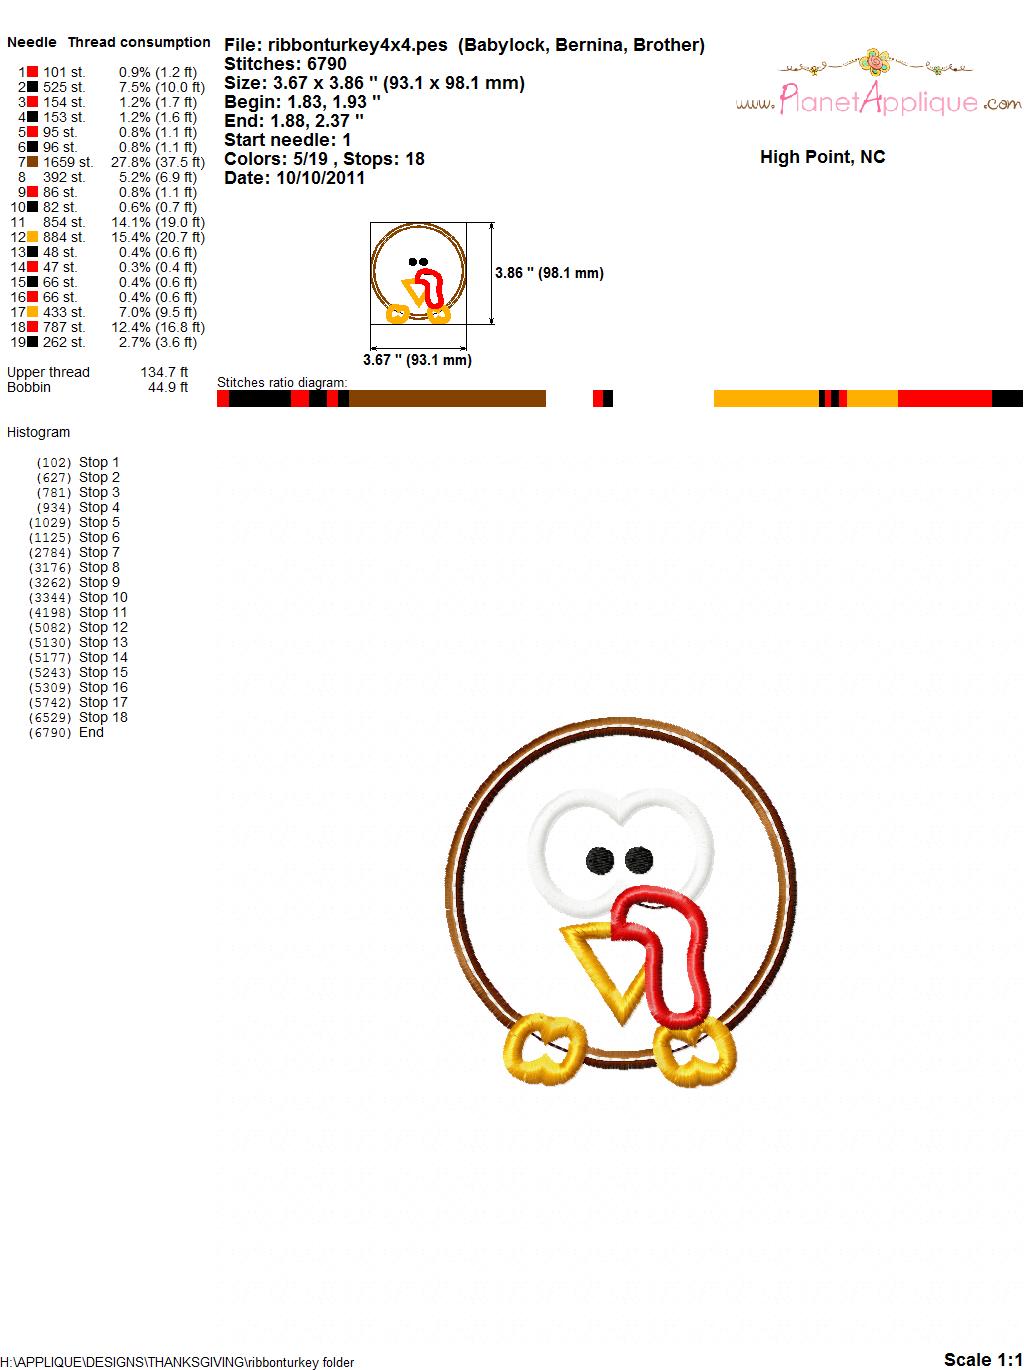 Needle Thread consumption
1 101 st. 0.9% (1.2 ft)
2 525 st. 7.5% (10.0 ft)
3 154 st. 1.2% (1.7 ft)
4 153 st. 1.2% (1.6 ft)
5 95 st. 0.8% (1.1 ft)
6 96 st. 0.8% (1.1 ft)
7 1659 st. 27.8% (37.5 ft)
8 392 st. 5.2% (6.9 ft)
9 86 st. 0.8% (1.1 ft)
10 82 st. 0.6% (0.7 ft)
11 854 st. 14.1% (19.0 ft)
12 884 st. 15.4% (20.7 ft)
13 48 st. 0.4% (0.6 ft)
14 47 st. 0.3% (0.4 ft)
15 66 st. 0.4% (0.6 ft)
16 66 st. 0.4% (0.6 ft)
17 433 st. 7.0% (9.5 ft)
18 787 st. 12.4% (16.8 ft)
19 262 st. 2.7% (3.6 ft)
Upper thread 134.7 ft
Bobbin 44.9 ft
File: ribbonturkey4x4.pes (Babylock, Bernina, Brother)
Stitches: 6790
Size: 3.67 x 3.86 " (93.1 x 98.1 mm)
Begin: 1.83, 1.93 "
End: 1.88, 2.37 "
Start needle: 1
Colors: 5/19 , Stops: 18
Date: 10/10/2011
www.PlanetApplique.com
High Point, NC
3.86 " (98.1 mm)
3.67 " (93.1 mm)
Stitches ratio diagram:
Histogram
(102) Stop 1
(627) Stop 2
(781) Stop 3
(934) Stop 4
(1029) Stop 5
(1125) Stop 6
(2784) Stop 7
(3176) Stop 8
(3262) Stop 9
(3344) Stop 10
(4198) Stop 11
(5082) Stop 12
(5130) Stop 13
(5177) Stop 14
(5243) Stop 15
(5309) Stop 16
(5742) Stop 17
(6529) Stop 18
(6790) End
H:\APPLIQUE\DESIGNS\THANKSGIVING\ribbonturkey folder
Scale 1:1